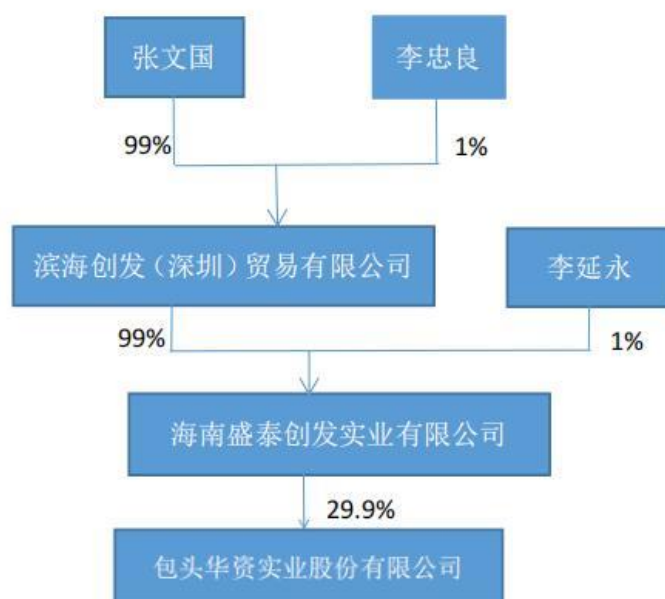 张文国
李忠良
99%
1%
滨海创发（深圳）贸易有限公司
李延永
99%
1%
海南盛泰创发实业有限公司
29.9%
包头华资实业股份有限公司